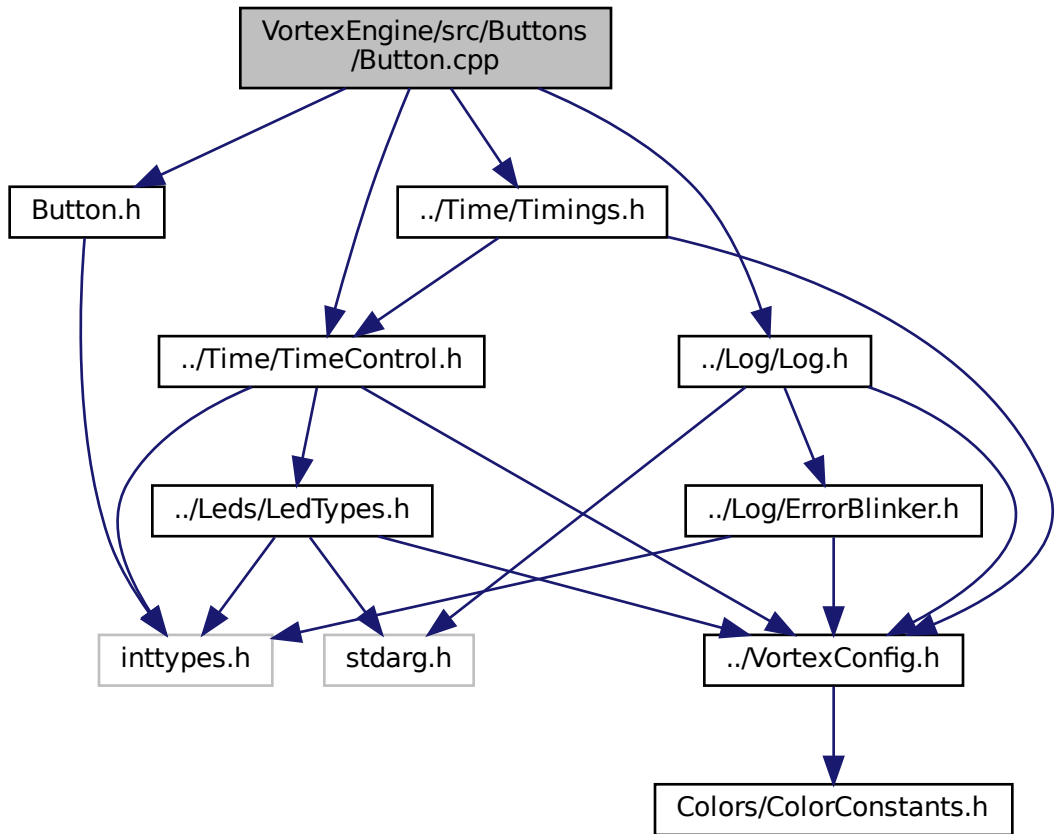 VortexEngine/src/Buttons
/Button.cpp
Button.h
../Time/Timings.h
../Time/TimeControl.h
../Log/Log.h
../Leds/LedTypes.h
../Log/ErrorBlinker.h
inttypes.h
stdarg.h
../VortexConfig.h
Colors/ColorConstants.h